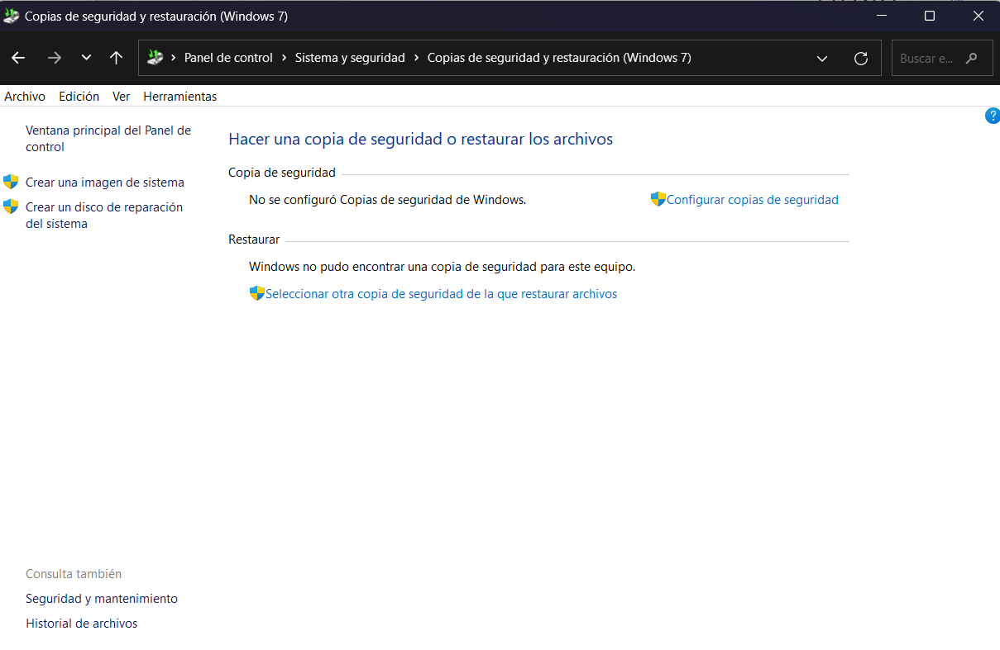 Copias de seguridad y restauración (Windows 7)
Panel de control > Sistema y seguridad > Copias de seguridad y restauración (Windows 7)
Buscar e...
Archivo Edición Ver Herramientas
Ventana principal del Panel de
control
Crear una imagen de sistema
Crear un disco de reparación
del sistema
Hacer una copia de seguridad o restaurar los archivos
Copia de seguridad
No se configuró Copias de seguridad de Windows.
Configurar copias de seguridad
Restaurar
Windows no pudo encontrar una copia de seguridad para este equipo.
Seleccionar otra copia de seguridad de la que restaurar archivos
Consulta también
Seguridad y mantenimiento
Historial de archivos